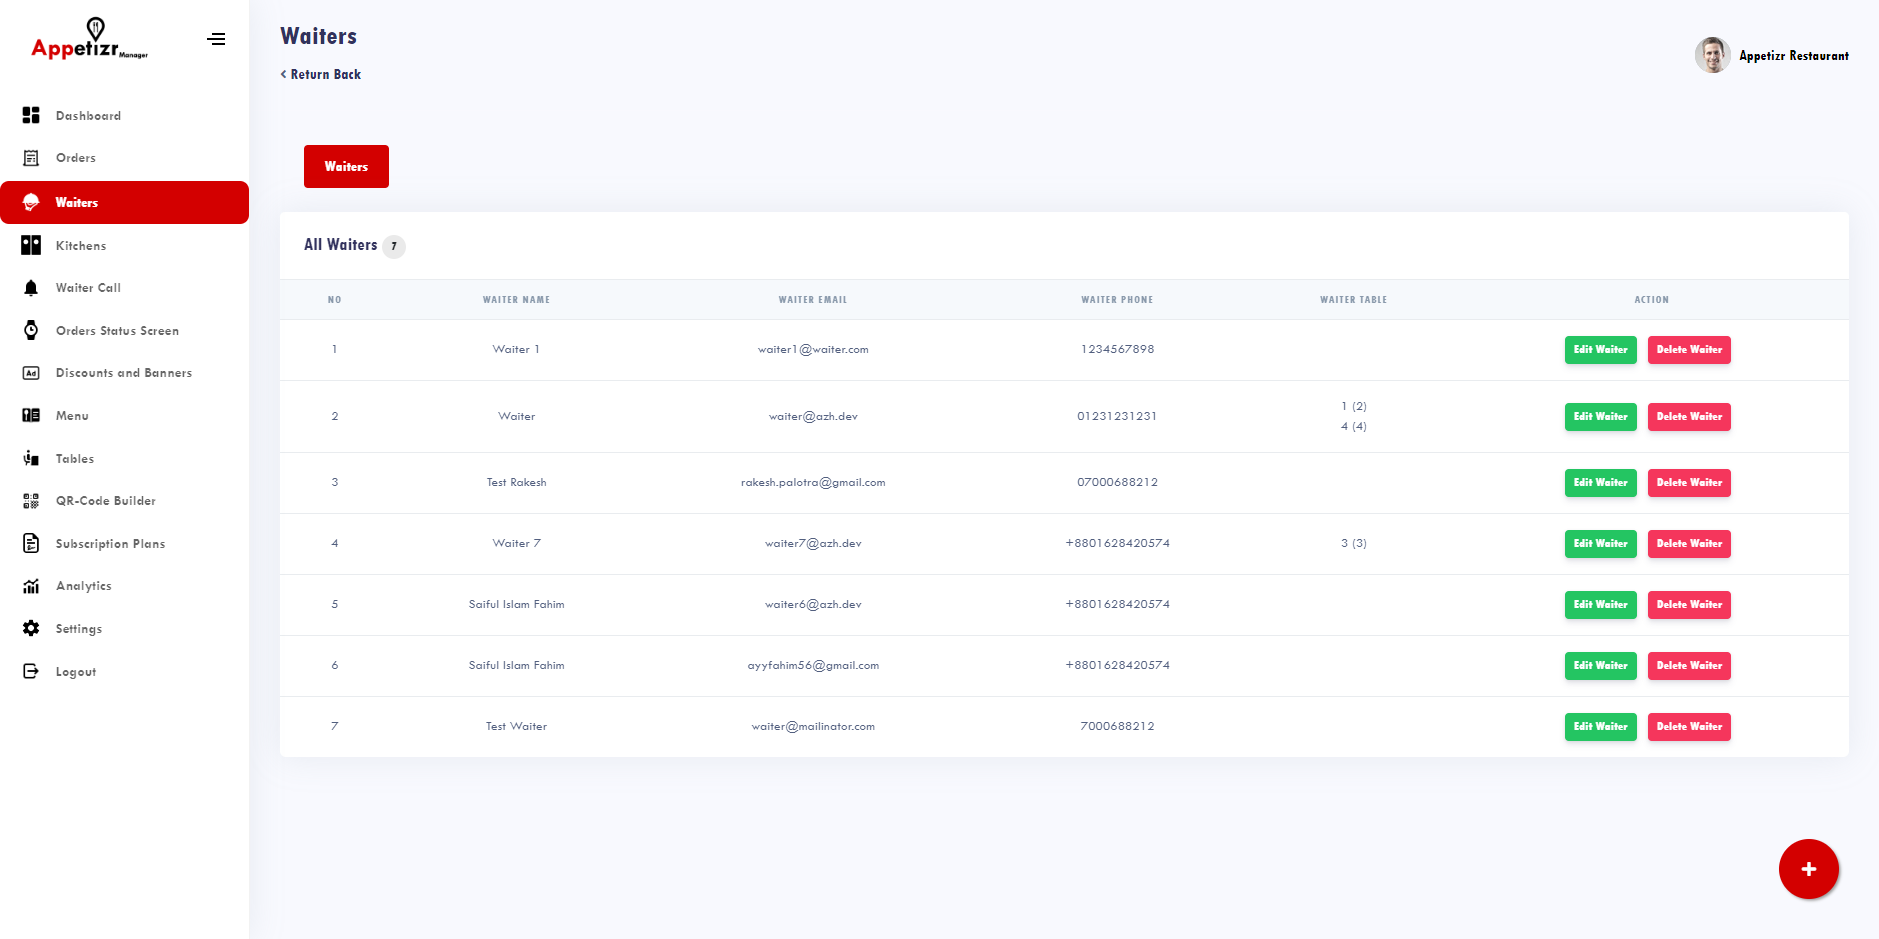 Appetizr Manager
Dashboard
Orders
Waiters
Kitchens
Waiter Call
Orders Status Screen
Ad
Discounts and Banners
Menu
Tables
QR-Code Builder
Subscription Plans
Analytics
Settings
Logout
Waiters
Return Back
Appetizr Restaurant
Waiters
All Waiters 7
NO WAITER NAME WAITER EMAIL WAITER PHONE WAITER TABLE ACTION
1 Waiter 1 waiter1@waiter.com 1234567898 Edit Waiter Delete Waiter
2 Waiter waiter@azh.dev 01231231231 1 (2) 4 (4) Edit Waiter Delete Waiter
3 Test Rakesh rakesh.palotra@gmail.com 07000688212 Edit Waiter Delete Waiter
4 Waiter 7 waiter7@azh.dev +8801628420574 3 (3) Edit Waiter Delete Waiter
5 Saiful Islam Fahim waiter6@azh.dev +8801628420574 Edit Waiter Delete Waiter
6 Saiful Islam Fahim ayyfahim56@gmail.com +8801628420574 Edit Waiter Delete Waiter
7 Test Waiter waiter@mailinator.com 7000688212 Edit Waiter Delete Waiter
+